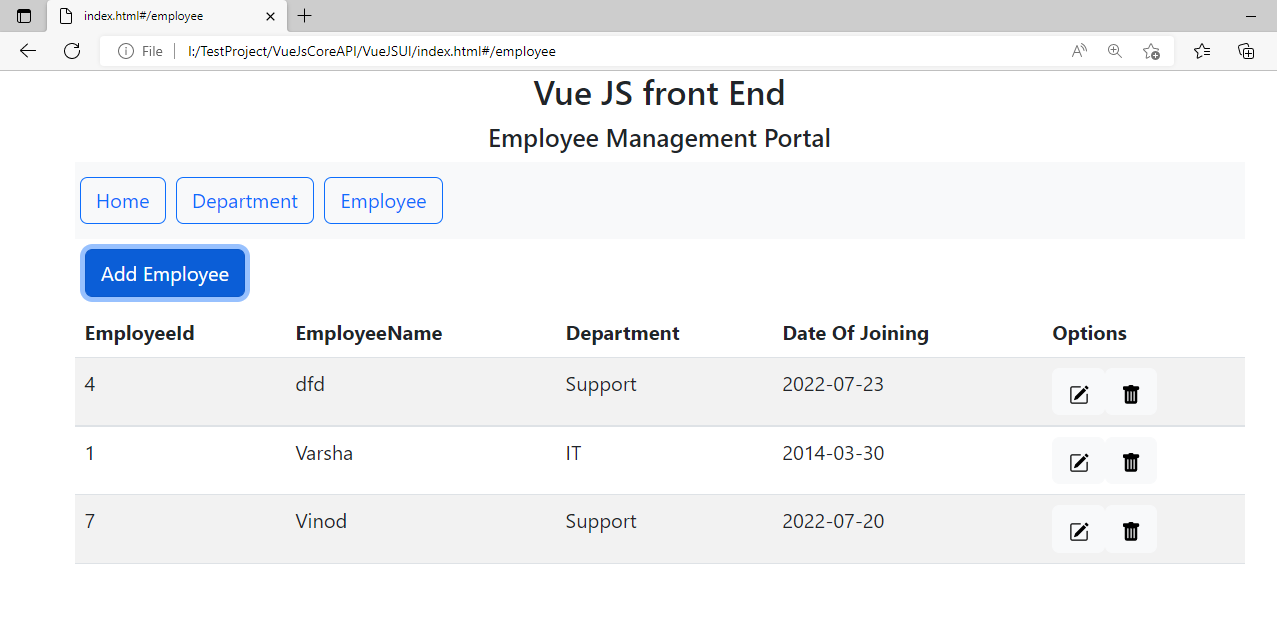 index.html#/employee
File I:/TestProject/VueJsCoreAPI/VueJSUI/index.html#/employee
Vue JS front End
Employee Management Portal
Home Department Employee
Add Employee
EmployeeId EmployeeName Department Date Of Joining Options
4 dfd Support 2022-07-23
1 Varsha IT 2014-03-30
7 Vinod Support 2022-07-20